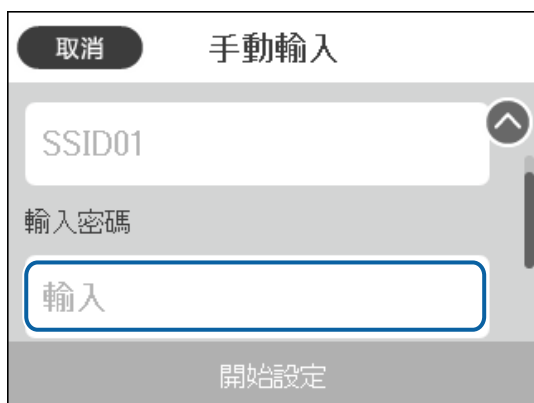 取消
手動輸入
SSID01
輸入密碼
輸入
開始設定